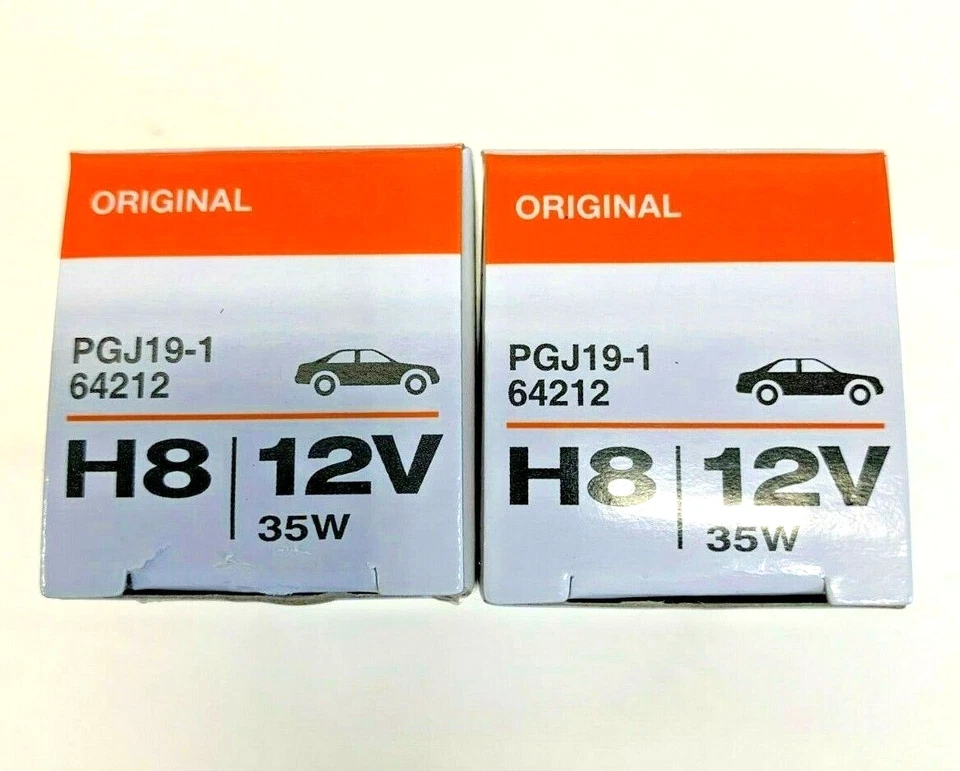 ORIGINAL
PGJ19-1
64212
H8 | 12V
35W
ORIGINAL
PGJ19-1
64212
H8 | 12V
35W